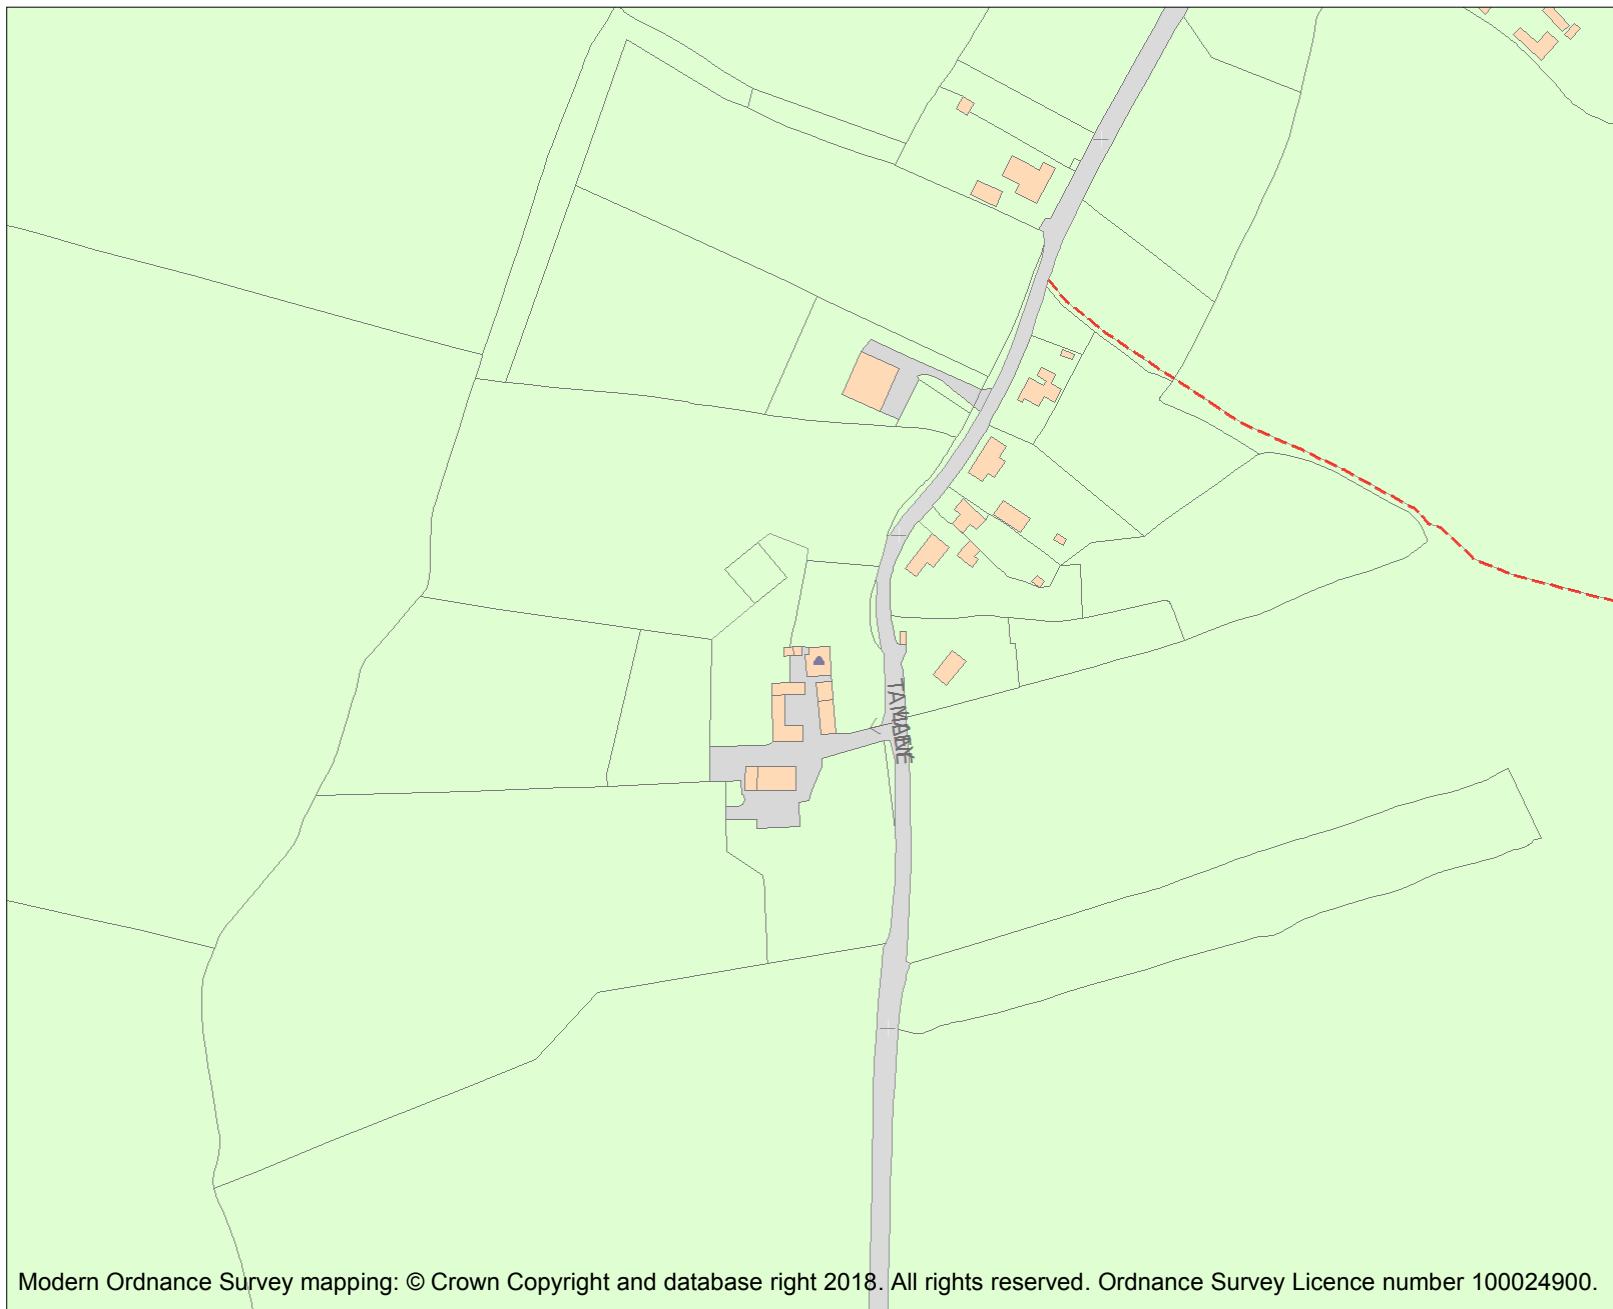 Modern Ordnance Survey mapping: © Crown Copyright and database right 2018. All rights reserved. Ordnance Survey Licence number 100024900.